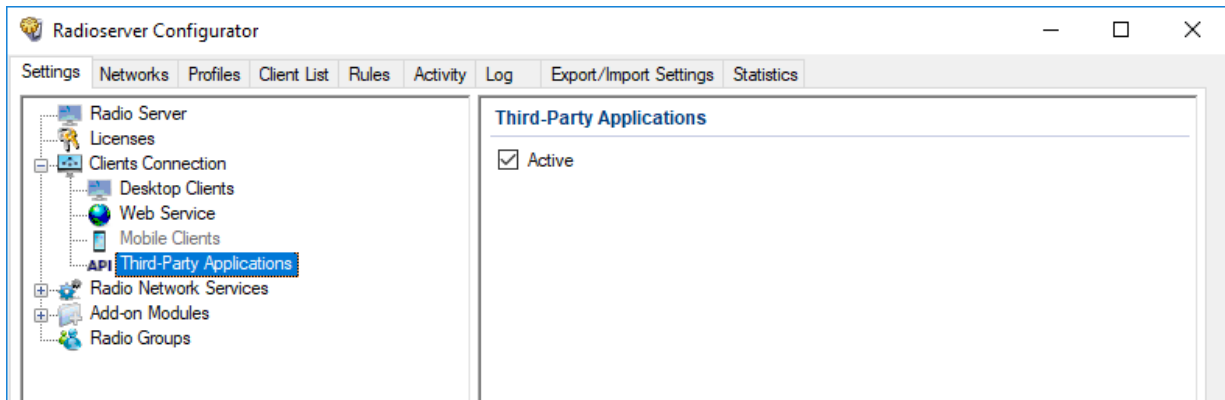 Radioserver Configurator
Settings Networks Profiles Client List Rules Activity Log Export/Import Settings Statistics
Radio Server
Licenses
Clients Connection
Desktop Clients
Web Service
Mobile Clients
API Third-Party Applications
Radio Network Services
Add-on Modules
Radio Groups
Third-Party Applications
Active